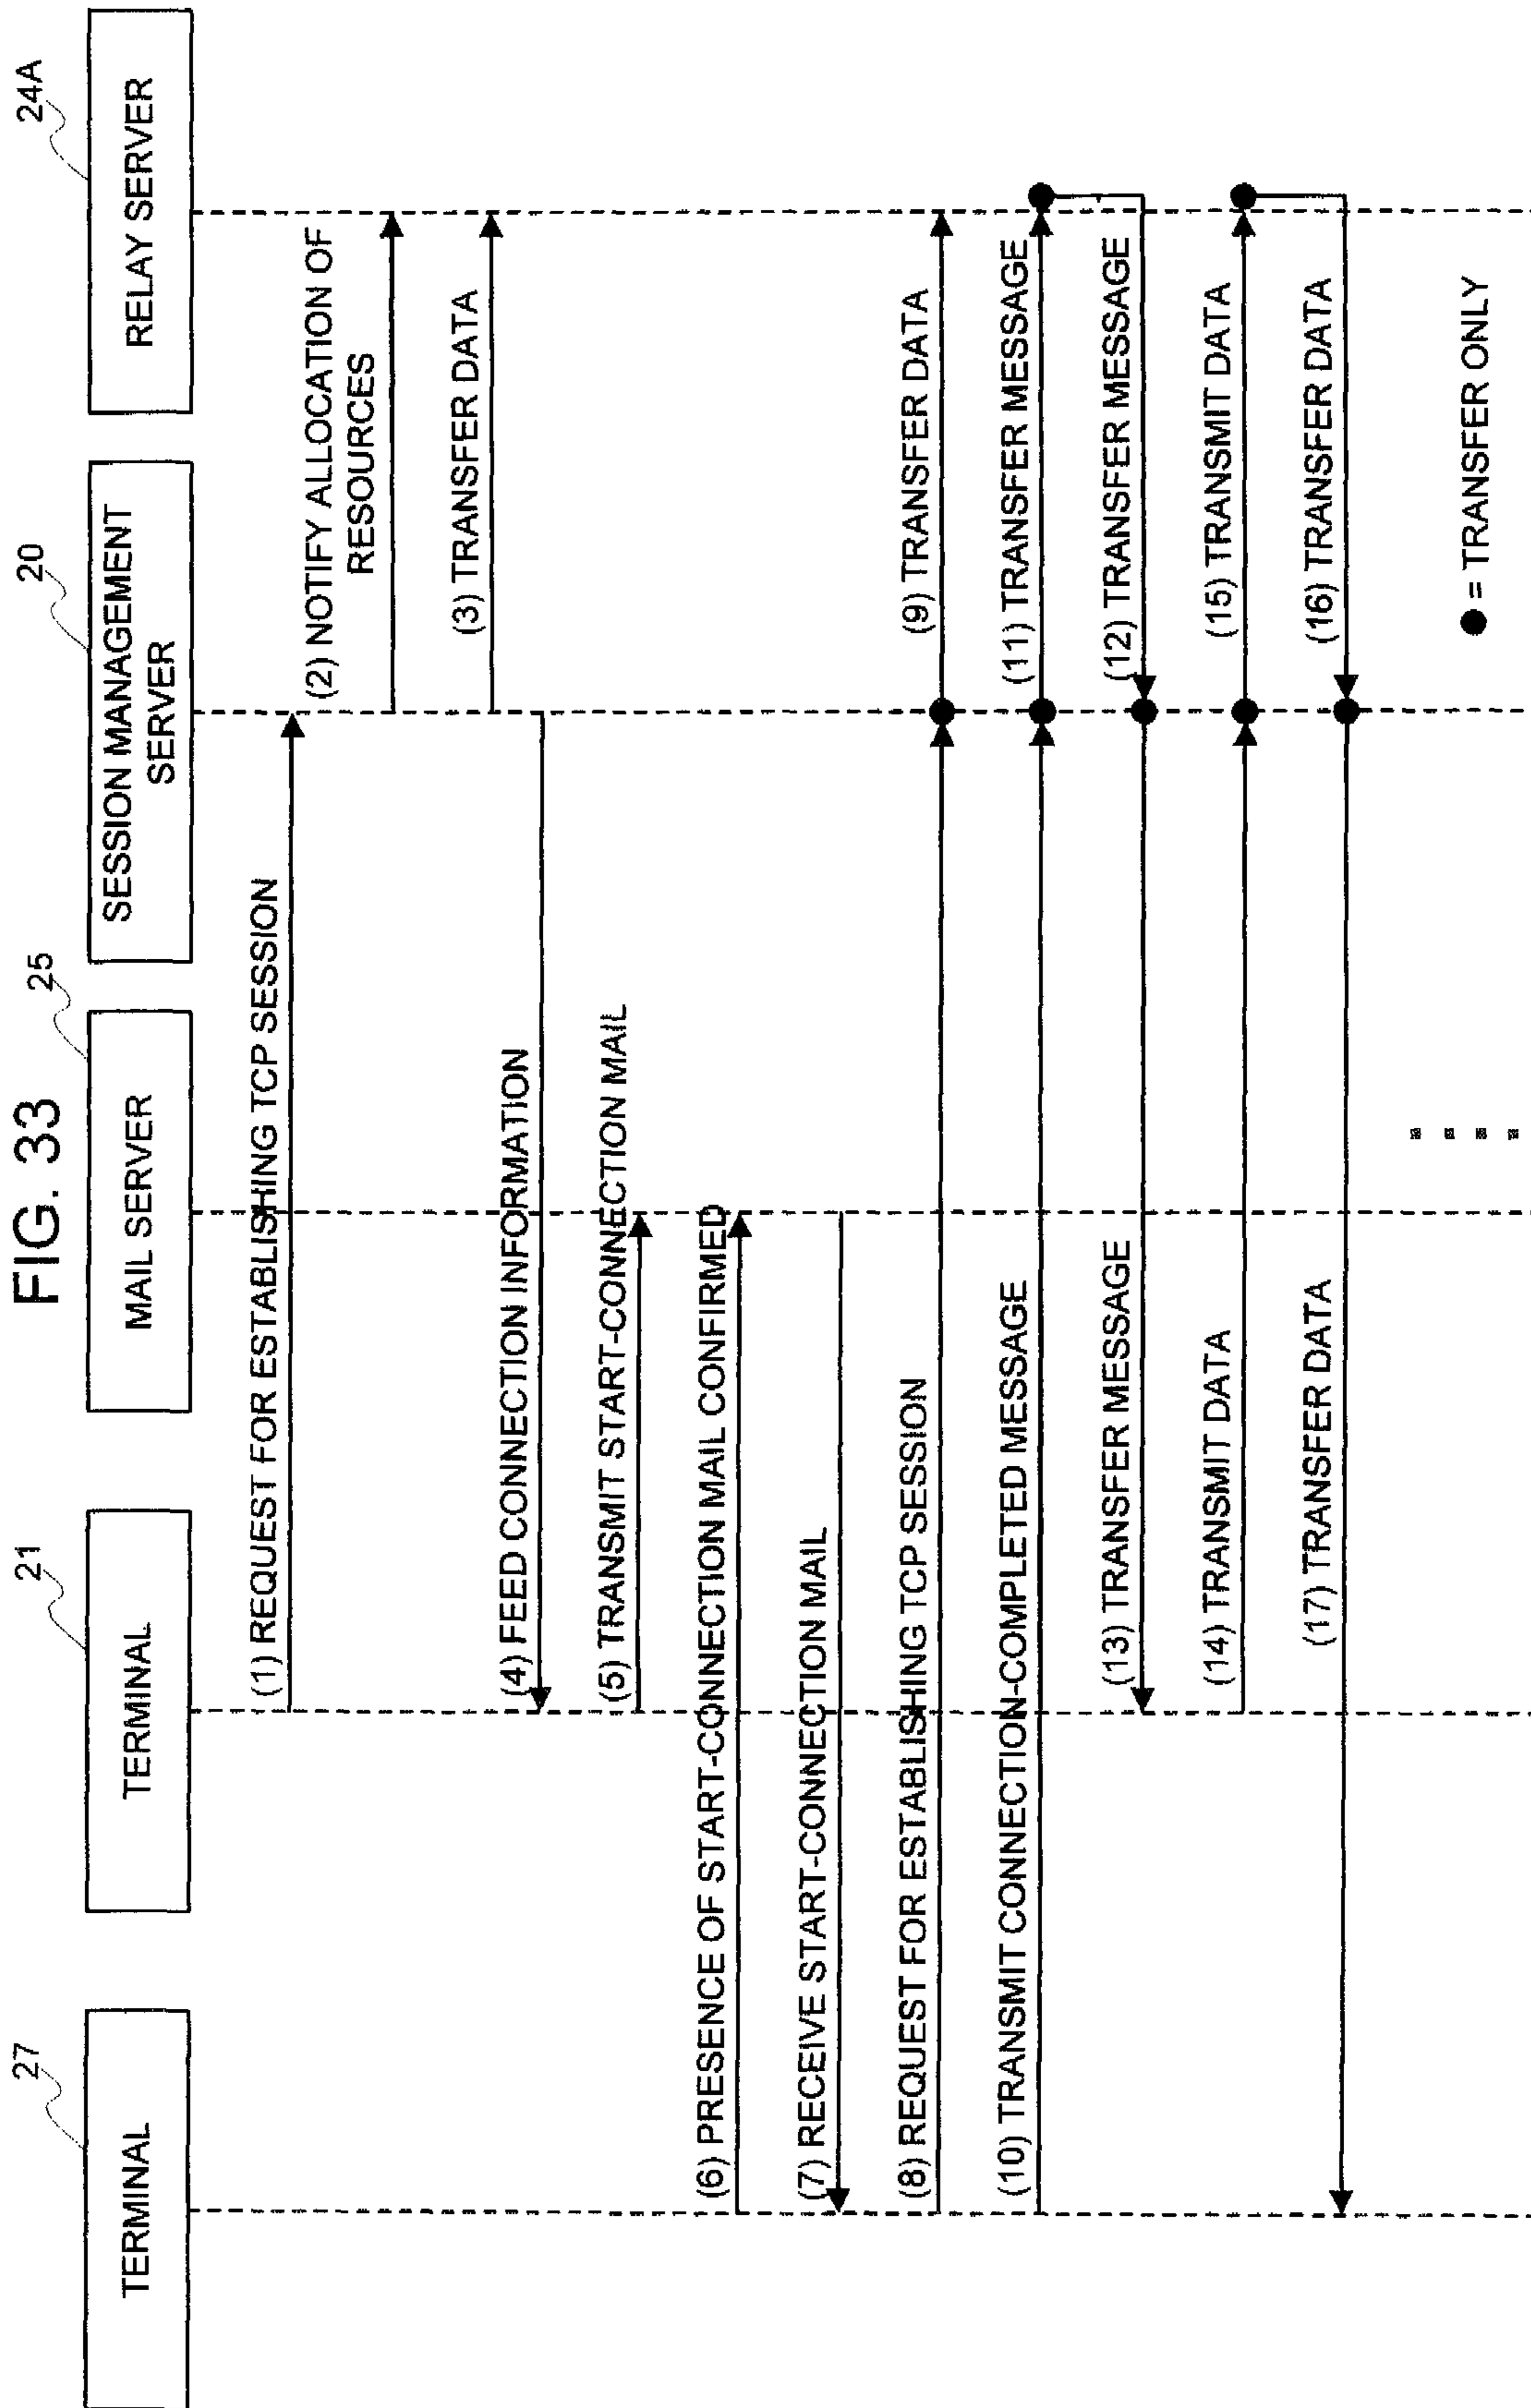 FIG. 33
27
21
25
20
24A
TERMINAL
TERMINAL
MAIL SERVER
SESSION MANAGEMENT
SERVER
RELAY SERVER
(1) REQUEST FOR ESTABLISHING TCP SESSION
(2) NOTIFY ALLOCATION OF
RESOURCES
(3) TRANSFER DATA
(4) FEED CONNECTION INFORMATION
(5) TRANSMIT START-CONNECTION MAIL
(6) PRESENCE OF START-CONNECTION MAIL CONFIRMED
(7) RECEIVE START-CONNECTION MAIL
(8) REQUEST FOR ESTABLISHING TCP SESSION
(9) TRANSFER DATA
(10) TRANSMIT CONNECTION-COMPLETED MESSAGE
(11) TRANSFER MESSAGE
(12) TRANSFER MESSAGE
(13) TRANSFER MESSAGE
(14) TRANSMIT DATA
(15) TRANSMIT DATA
(16) TRANSFER DATA
(17) TRANSFER DATA
● = TRANSFER ONLY